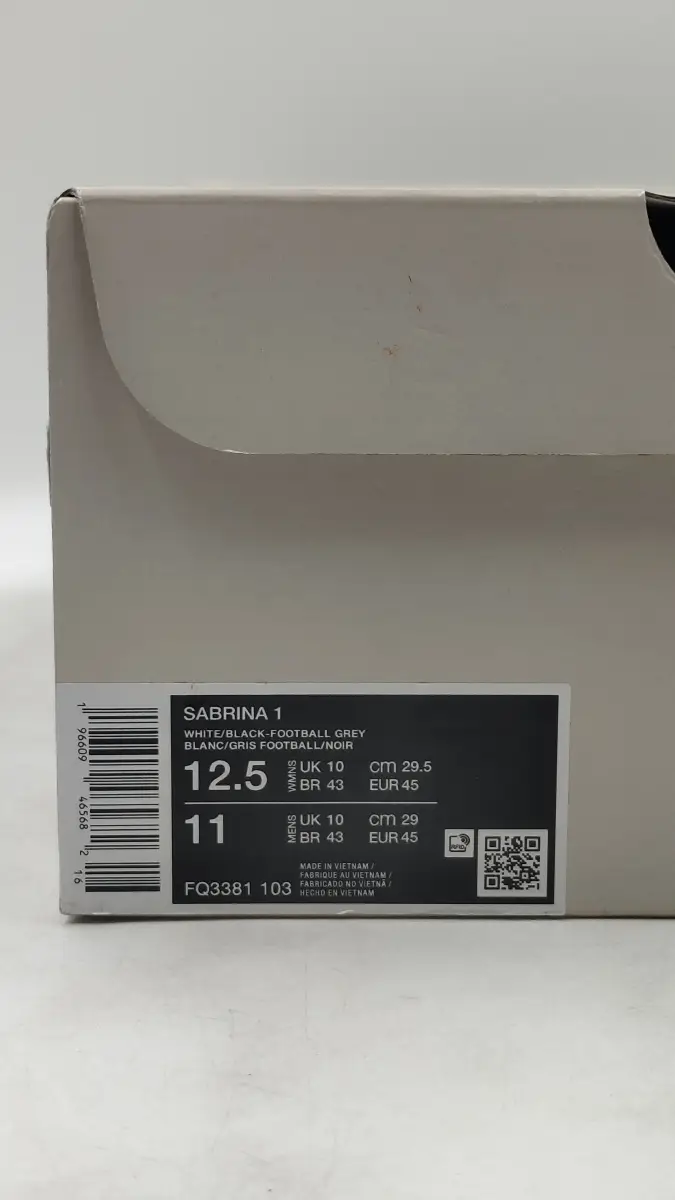 SABRINA 1
WHITE/BLACK-FOOTBALL GREY
BLANC/GRIS FOOTBALL/NOIR
12.5 WMNS UK 10 cm 29.5
BR 43 EUR 45
11 MENS UK 10 cm 29
BR 43 EUR 45
FQ3381 103
MADE IN VIETNAM /
FABRIQUE AU VIETNAM /
FABRICADO NO VIETNÃ /
HECHO EN VIETNAM
RFID
1 96609 46568 2 16